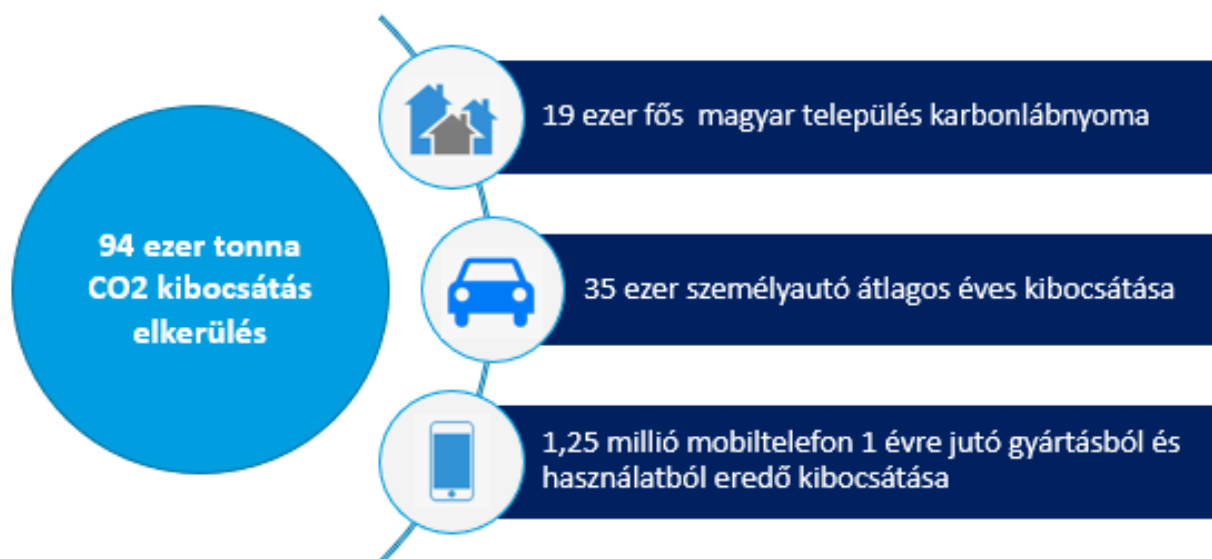 94 ezer tonna
CO2 kibocsátás
elkerülés
19 ezer fős  magyar település karbonlábnyoma
35 ezer személyautó átlagos éves kibocsátása
1,25 millió mobiltelefon 1 évre jutó gyártásból és
használatból eredő kibocsátása